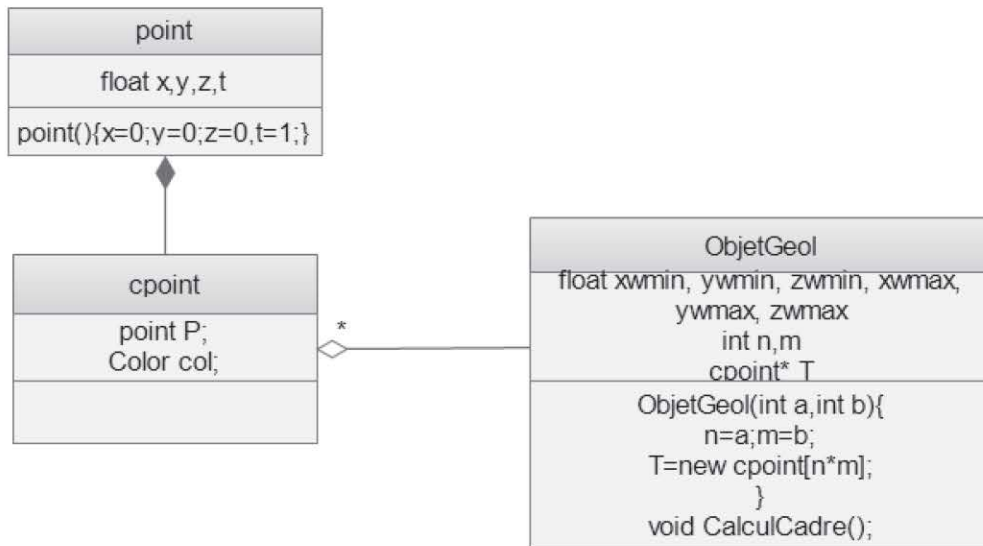 point
float x,y,z,t
point(){x=0;y=0;z=0,t=1;}
cpoint
point P;
Color col;
*
ObjetGeol
float xwmin, ywmin, zwmin, xwmax,
ywmax, zwmax
int n,m
cpoint* T
ObjetGeol(int a,int b){
n=a;m=b;
T=new cpoint[n*m];
}
void CalculCadre();